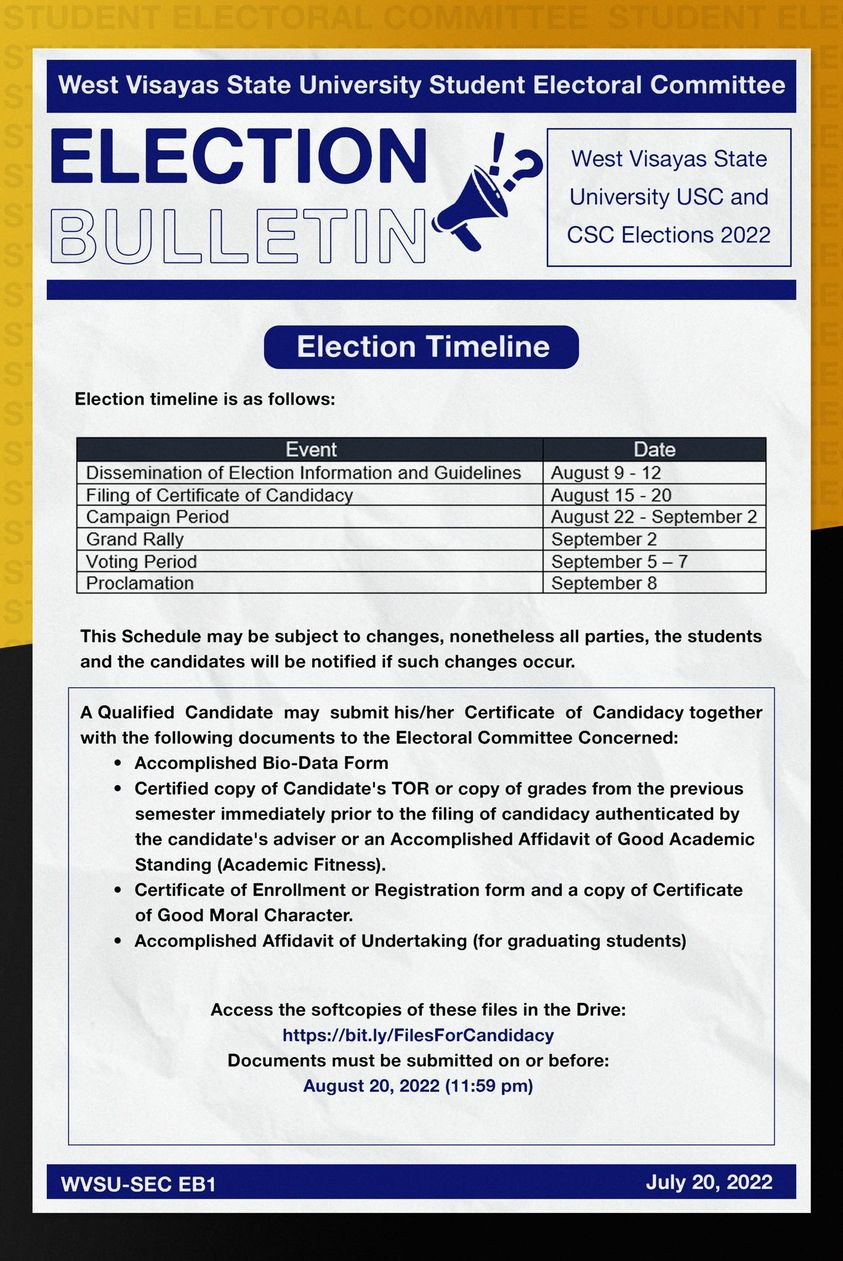 STUDENT ELECTORAL COMMITTEE STUDENT ELE
West Visayas State University Student Electoral Committee
ELECTION
BULLETIN
West Visayas State
University USC and
CSC Elections 2022
Election Timeline
Election timeline is as follows:
Event Date
Dissemination of Election Information and Guidelines August 9 - 12
Filing of Certificate of Candidacy August 15 - 20
Campaign Period August 22 - September 2
Grand Rally September 2
Voting Period September 5 – 7
Proclamation September 8
This Schedule may be subject to changes, nonetheless all parties, the students
and the candidates will be notified if such changes occur.
A Qualified Candidate may submit his/her Certificate of Candidacy together
with the following documents to the Electoral Committee Concerned:
• Accomplished Bio-Data Form
• Certified copy of Candidate's TOR or copy of grades from the previous
semester immediately prior to the filing of candidacy authenticated by
the candidate's adviser or an Accomplished Affidavit of Good Academic
Standing (Academic Fitness).
• Certificate of Enrollment or Registration form and a copy of Certificate
of Good Moral Character.
• Accomplished Affidavit of Undertaking (for graduating students)
Access the softcopies of these files in the Drive:
https://bit.ly/FilesForCandidacy
Documents must be submitted on or before:
August 20, 2022 (11:59 pm)
WVSU-SEC EB1 July 20, 2022